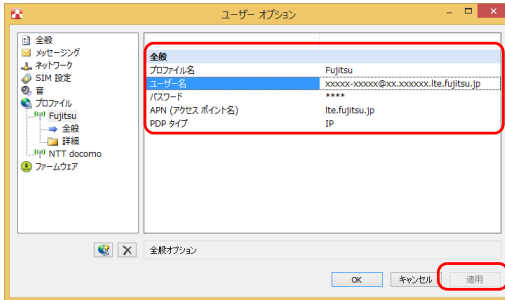 ユーザー オプション
全般
メッセージング
ネットワーク
SIM 設定
音
プロファイル
Fujitsu
全般
詳細
NTT docomo
ファームウェア
全般
プロファイル名 Fujitsu
ユーザー名 xxxxx-xxxxx@xx.xxxxxx.lte.fujitsu.jp
パスワード ****
APN (アクセス ポイント名) lte.fujitsu.jp
PDP タイプ IP
全般オプション
OK キャンセル 適用